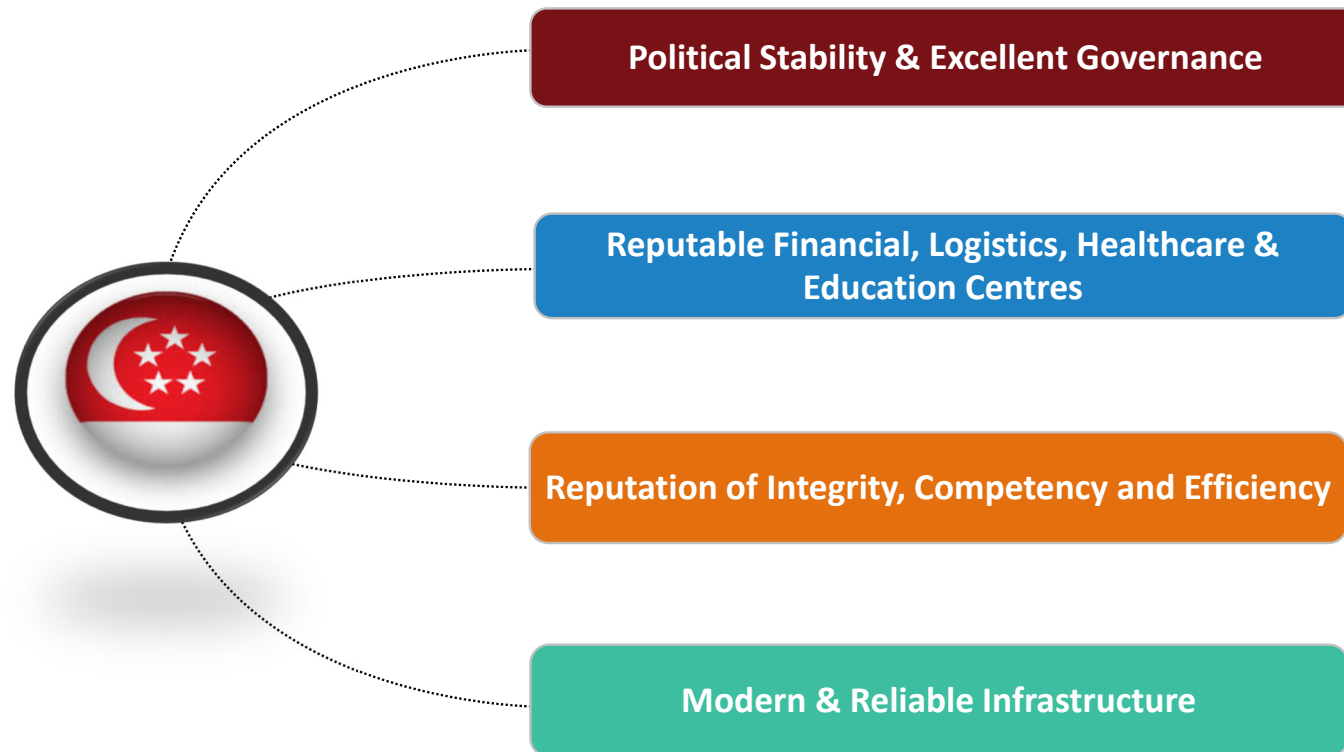 Political Stability & Excellent Governance
Reputable Financial, Logistics, Healthcare &
Education Centres
Reputation of Integrity, Competency and Efficiency
Modern & Reliable Infrastructure